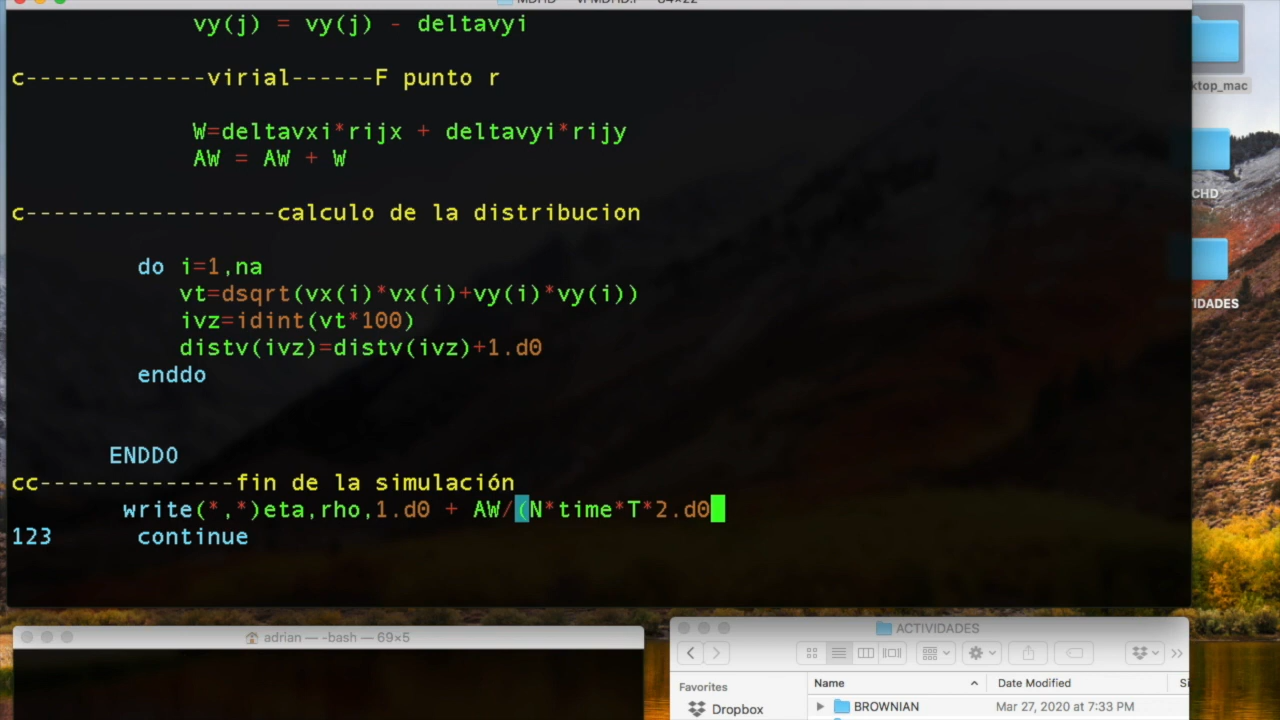 vy(j) = vy(j) - deltavyi
c-------------virial------F punto r
W=deltavxi*rijx + deltavyi*rijy
AW = AW + W
c------------------calculo de la distribucion
do i=1,na
vt=dsqrt(vx(i)*vx(i)+vy(i)*vy(i))
ivz=idint(vt*100)
distv(ivz)=distv(ivz)+1.d0
enddo
ENDDO
cc--------------fin de la simulación
write(*,*)eta,rho,1.d0 + AW/(N*time*T*2.d0
123 continue
ktop_mac
CHD
IDADES
adrian — -bash — 69×5
ACTIVIDADES
Favorites
Dropbox
Name Date Modified Si
BROWNIAN Mar 27, 2020 at 7:33 PM